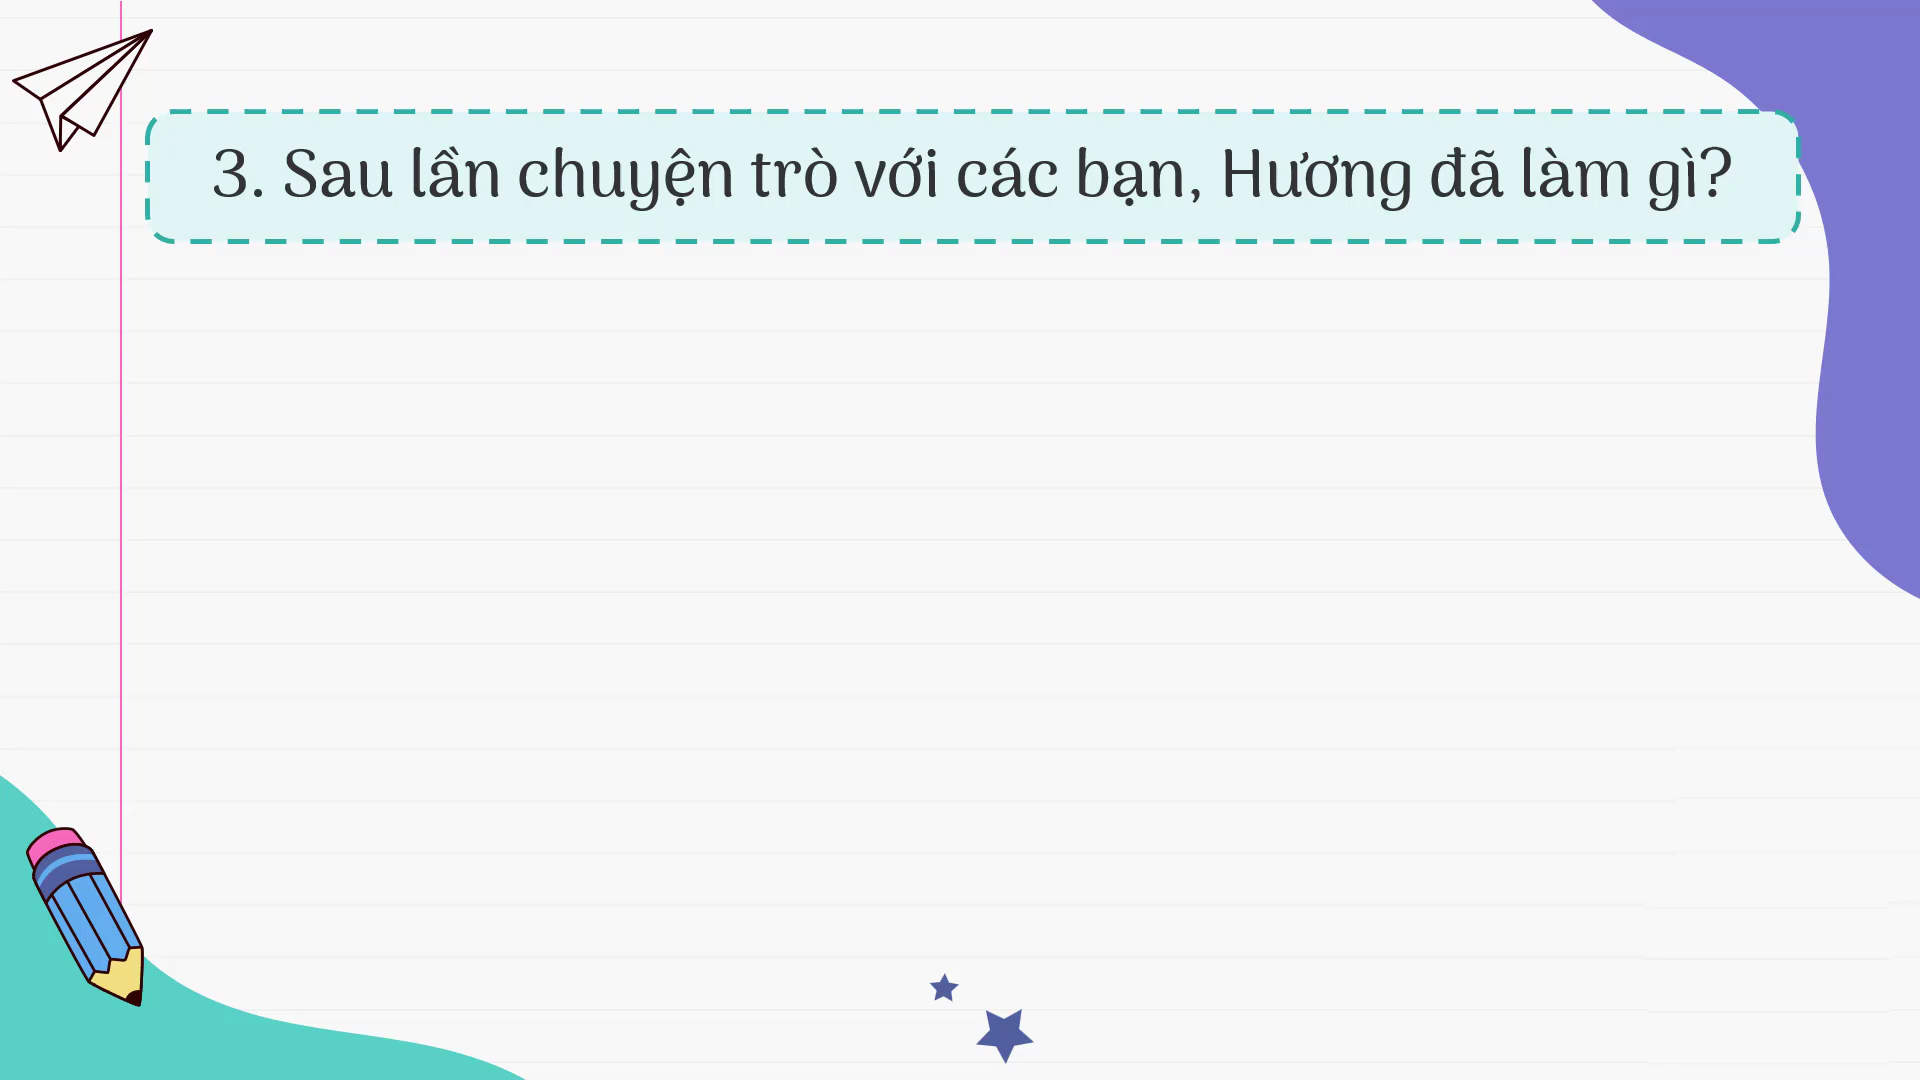 3. Sau lần chuyện trò với các bạn, Hương đã làm gì?